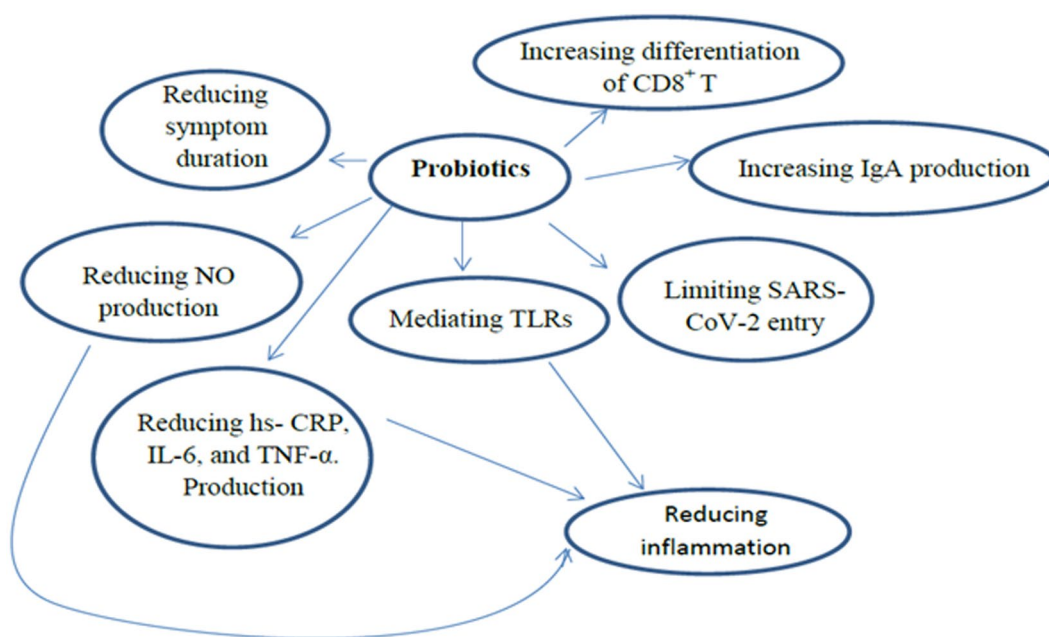 Increasing differentiation
of CD8⁺ T
Reducing
symptom
duration
Probiotics
Increasing IgA production
Reducing NO
production
Mediating TLRs
Limiting SARS-
CoV-2 entry
Reducing hs- CRP,
IL-6, and TNF-α.
Production
Reducing
inflammation